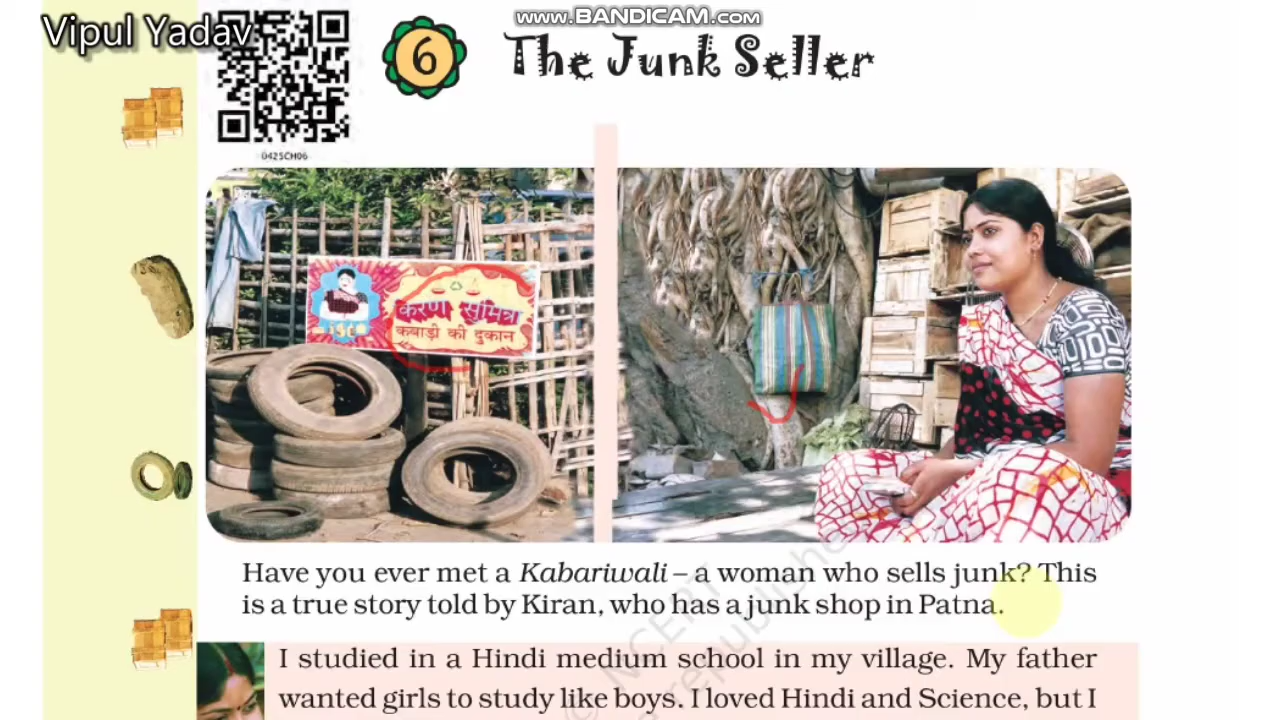 www.BANDICAM.com
Vipul Yadav
6
The Junk Seller
0425CH06
किरण सुमित्रा
कबाड़ी की दुकान
Have you ever met a Kabariwali – a woman who sells junk? This
is a true story told by Kiran, who has a junk shop in Patna.
I studied in a Hindi medium school in my village. My father
wanted girls to study like boys. I loved Hindi and Science, but I
© NCERT